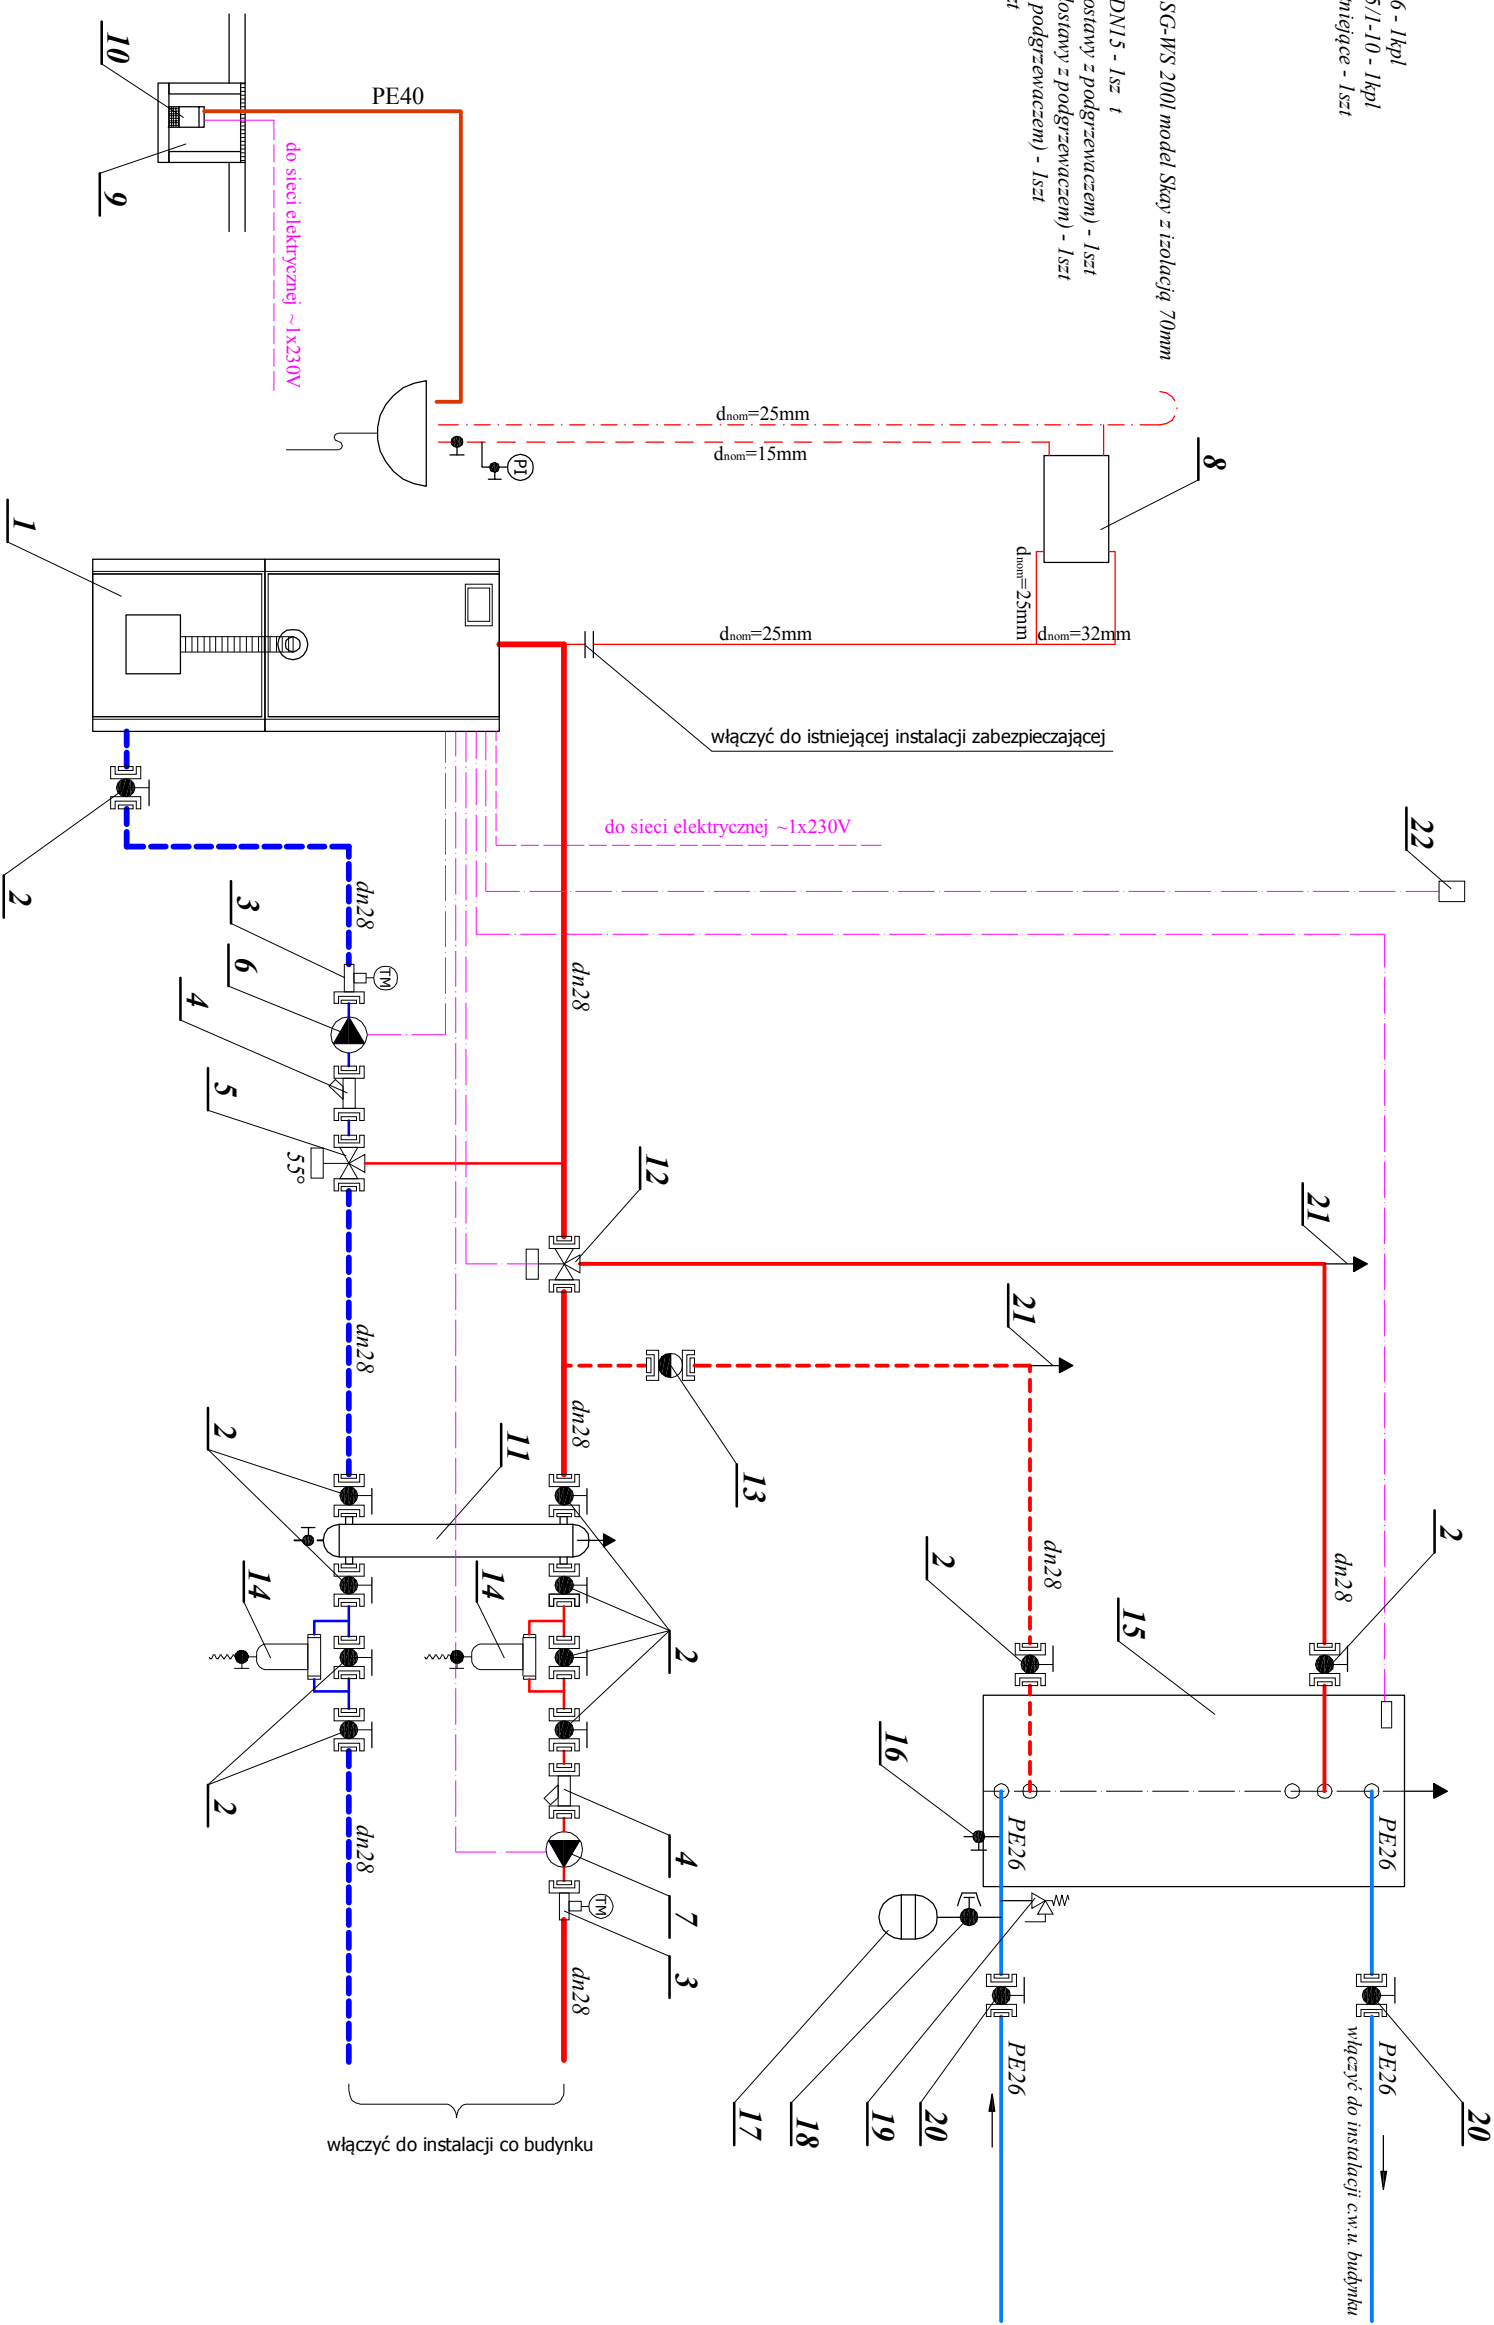 6 - 1kpl
5/1-10 - 1kpl
niejące - 1szt
SG-WS 200l model Skay z izolacją 70mm
DN15 - 1sz t
ostawy z podgrzewaczem) - 1szt
dostawy z podgrzewaczem) - 1szt
podgrzewaczem) - 1szt
zt
10
9
PE40
do sieci elektrycznej ~1x230V
dnom=25mm
dnom=15mm
PI
8
dnom=25mm
dnom=32mm
dnom=25mm
1
włączyć do istniejącej instalacji zabezpieczającej
do sieci elektrycznej ~1x230V
22
2
dn28
3
TM
6
4
5
55°
dn28
12
21
21
dn28
dn28
13
2
11
14
14
2
2
dn28
2
dn28
2
dn28
15
16
PE26
PE26
4
7
TM
3
dn28
17
18
19
20
PE26
PE26
20
włączyć do instalacji c.w.u. budynku
włączyć do instalacji co budynku